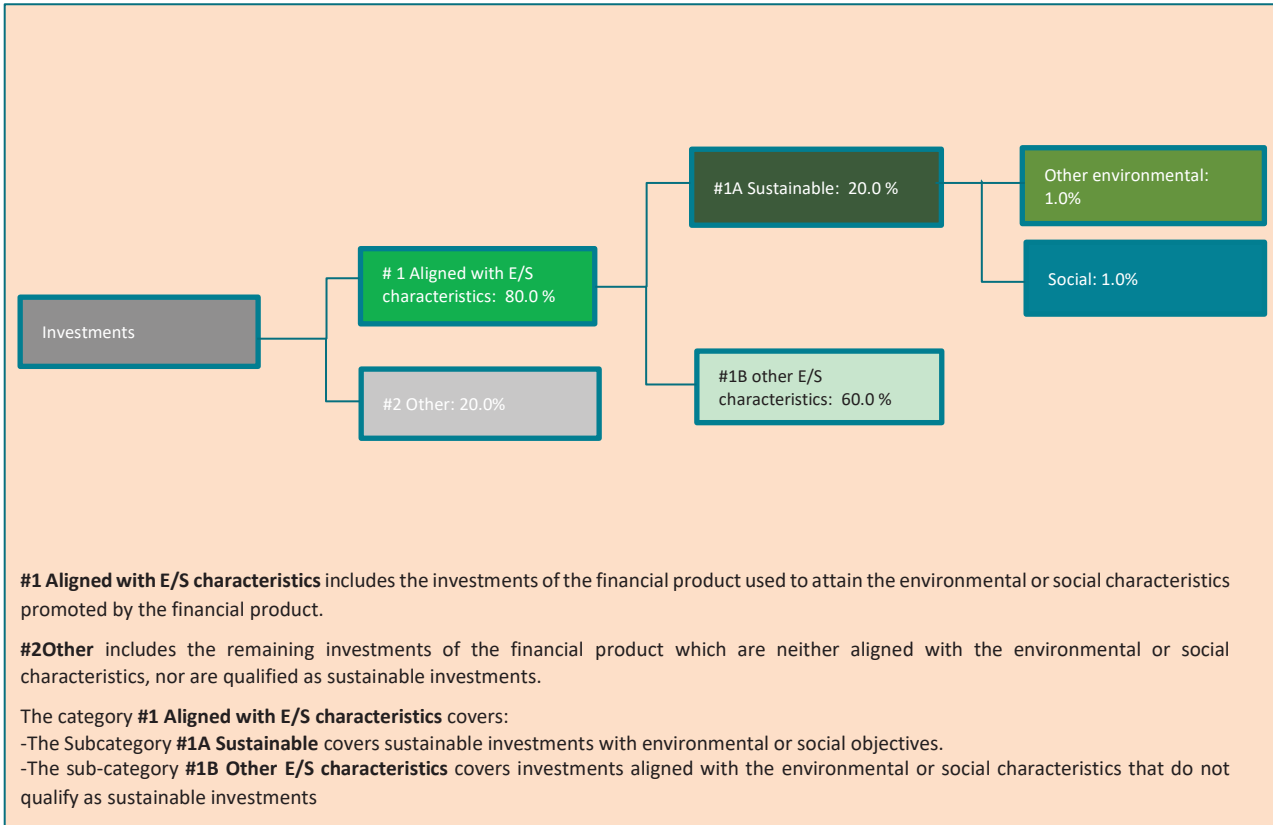 #1A Sustainable:  20.0 %
Other environmental:
1.0%
# 1 Aligned with E/S
characteristics:  80.0 %
Social: 1.0%
Investments
#1B other E/S
characteristics:  60.0 %
#2 Other: 20.0%
#1 Aligned with E/S characteristics includes the investments of the financial product used to attain the environmental or social characteristics
promoted by the financial product.
#2Other includes the remaining investments of the financial product which are neither aligned with the environmental or social
characteristics, nor are qualified as sustainable investments.
The category #1 Aligned with E/S characteristics covers:
-The Subcategory #1A Sustainable covers sustainable investments with environmental or social objectives.
-The sub-category #1B Other E/S characteristics covers investments aligned with the environmental or social characteristics that do not
qualify as sustainable investments